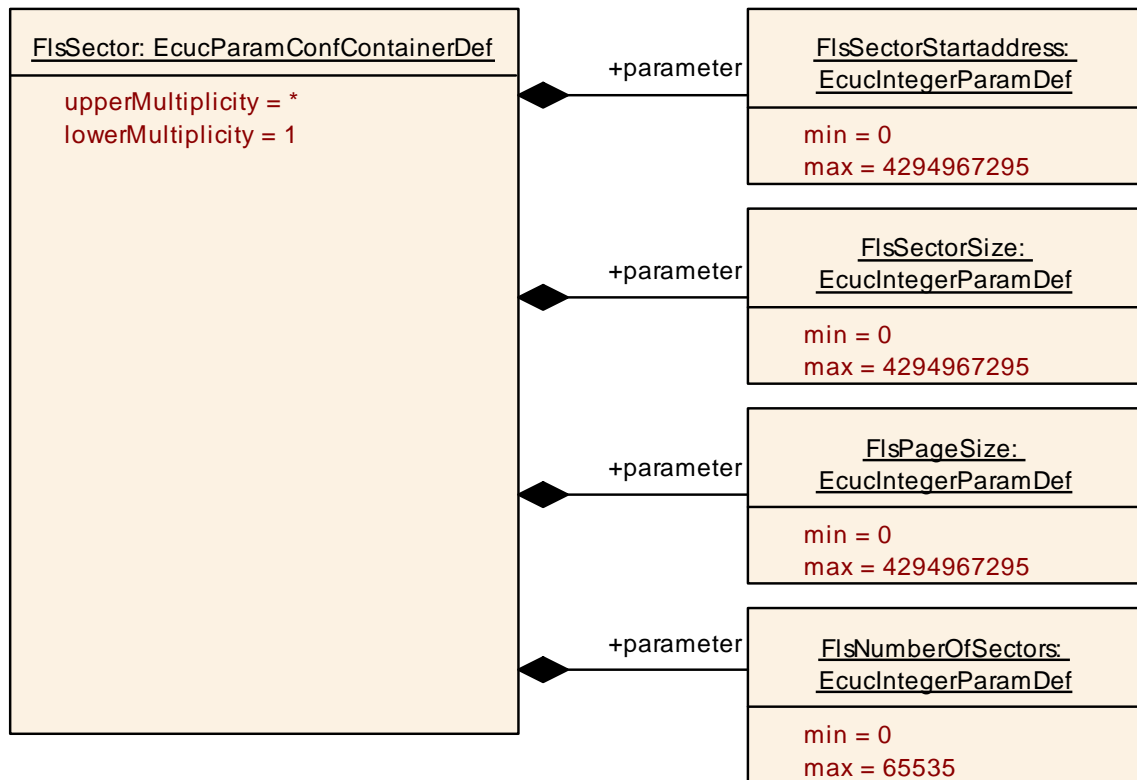 FlsSector: EcucParamConfContainerDef
upperMultiplicity = *
lowerMultiplicity = 1
+parameter
FlsSectorStartaddress:
EcucIntegerParamDef
min = 0
max = 4294967295
+parameter
FlsSectorSize:
EcucIntegerParamDef
min = 0
max = 4294967295
+parameter
FlsPageSize:
EcucIntegerParamDef
min = 0
max = 4294967295
+parameter
FlsNumberOfSectors:
EcucIntegerParamDef
min = 0
max = 65535